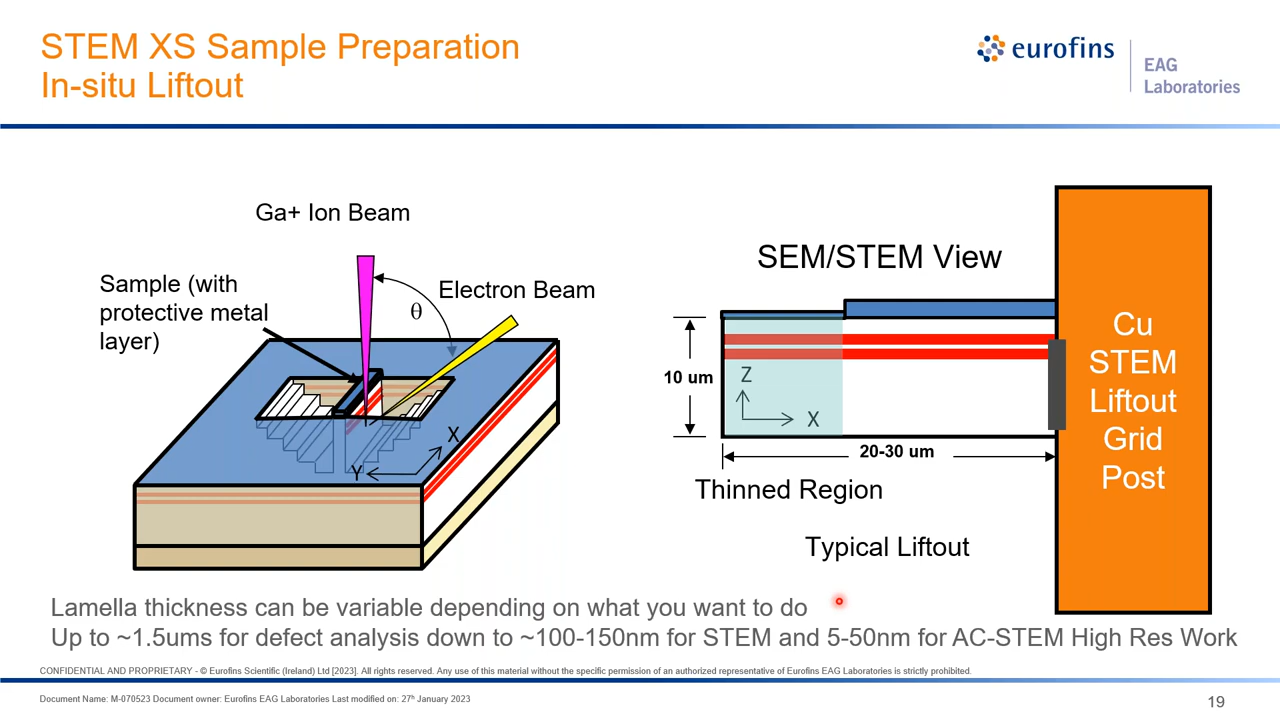 STEM XS Sample Preparation
In-situ Liftout
eurofins
EAG
Laboratories
Ga+ Ion Beam
Sample (with
protective metal
layer)
Electron Beam
θ
X
Y
SEM/STEM View
10 um
Z
X
20-30 um
Thinned Region
Typical Liftout
Cu
STEM
Liftout
Grid
Post
Lamella thickness can be variable depending on what you want to do
Up to ~1.5ums for defect analysis down to ~100-150nm for STEM and 5-50nm for AC-STEM High Res Work
CONFIDENTIAL AND PROPRIETARY - © Eurofins Scientific (Ireland) Ltd [2023]. All rights reserved. Any use of this material without the specific permission of an authorized representative of Eurofins EAG Laboratories is strictly prohibited.
Document Name: M-070523 Document owner: Eurofins EAG Laboratories Last modified on: 27th January 2023
19